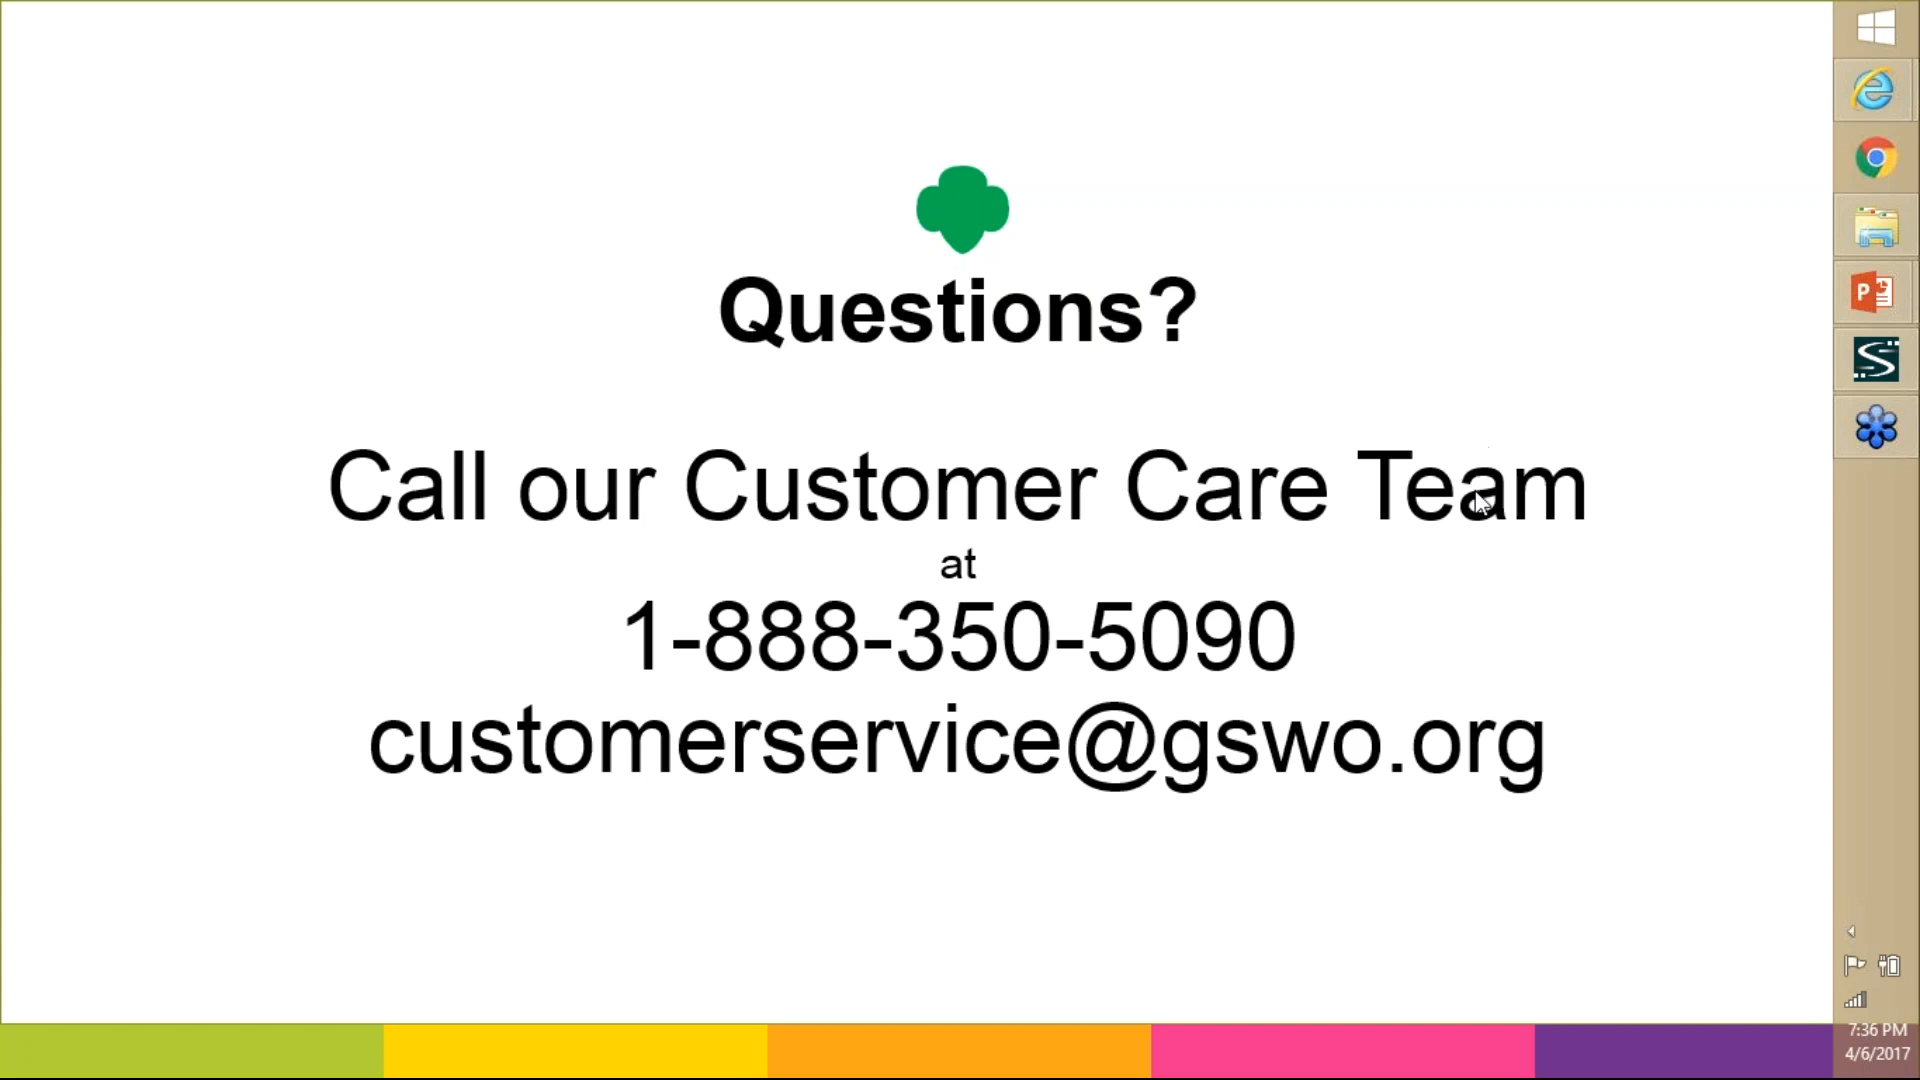 Questions?
Call our Customer Care Team
at
1-888-350-5090
customerservice@gswo.org
7:36 PM
4/6/2017